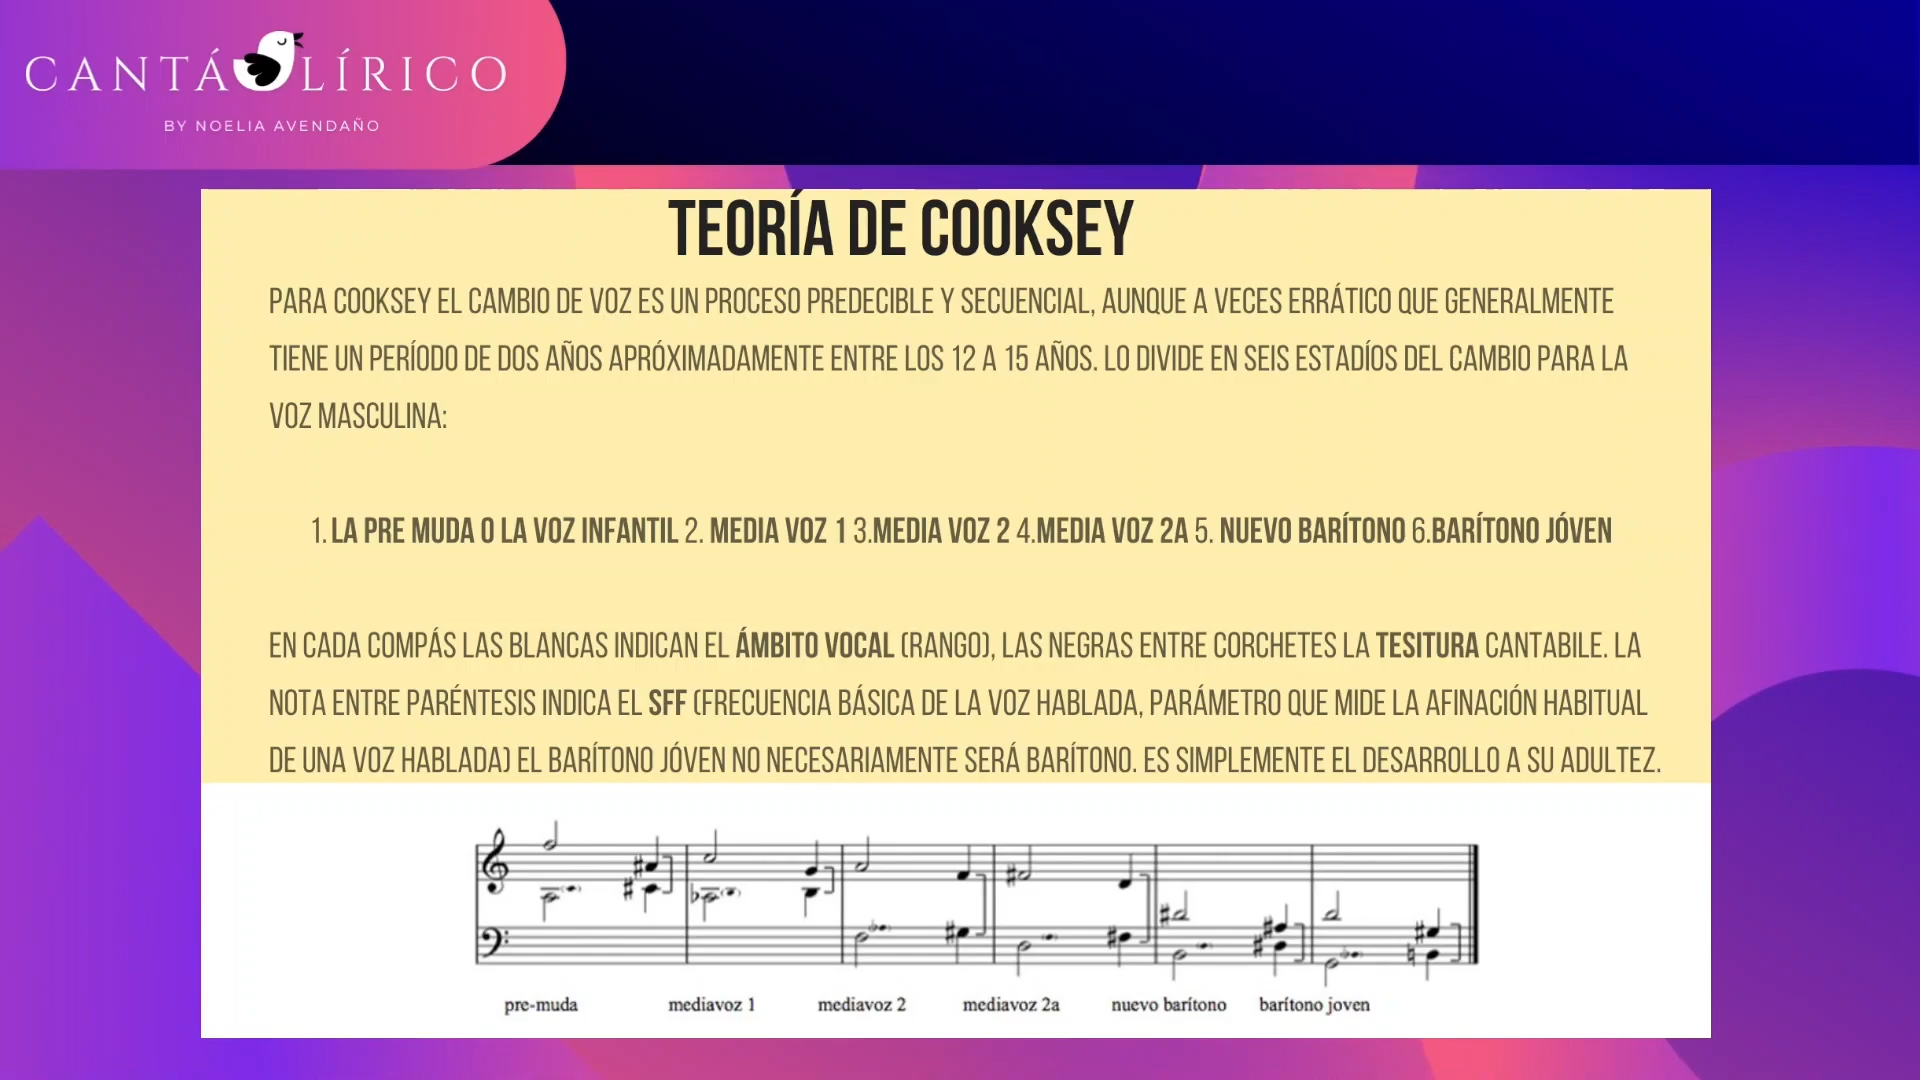 CANTÁ LÍRICO
BY NOELIA AVENDAÑO
TEORÍA DE COOKSEY
PARA COOKSEY EL CAMBIO DE VOZ ES UN PROCESO PREDECIBLE Y SECUENCIAL, AUNQUE A VECES ERRÁTICO QUE GENERALMENTE
TIENE UN PERÍODO DE DOS AÑOS APRÓXIMADAMENTE ENTRE LOS 12 A 15 AÑOS. LO DIVIDE EN SEIS ESTADÍOS DEL CAMBIO PARA LA
VOZ MASCULINA:
1. LA PRE MUDA O LA VOZ INFANTIL 2. MEDIA VOZ 1 3.MEDIA VOZ 2 4.MEDIA VOZ 2A 5. NUEVO BARÍTONO 6.BARÍTONO JÓVEN
EN CADA COMPÁS LAS BLANCAS INDICAN EL ÁMBITO VOCAL (RANGO), LAS NEGRAS ENTRE CORCHETES LA TESITURA CANTABILE. LA
NOTA ENTRE PARÉNTESIS INDICA EL SFF (FRECUENCIA BÁSICA DE LA VOZ HABLADA, PARÁMETRO QUE MIDE LA AFINACIÓN HABITUAL
DE UNA VOZ HABLADA) EL BARÍTONO JÓVEN NO NECESARIAMENTE SERÁ BARÍTONO. ES SIMPLEMENTE EL DESARROLLO A SU ADULTEZ.
pre-muda mediavoz 1 mediavoz 2 mediavoz 2a nuevo barítono barítono joven